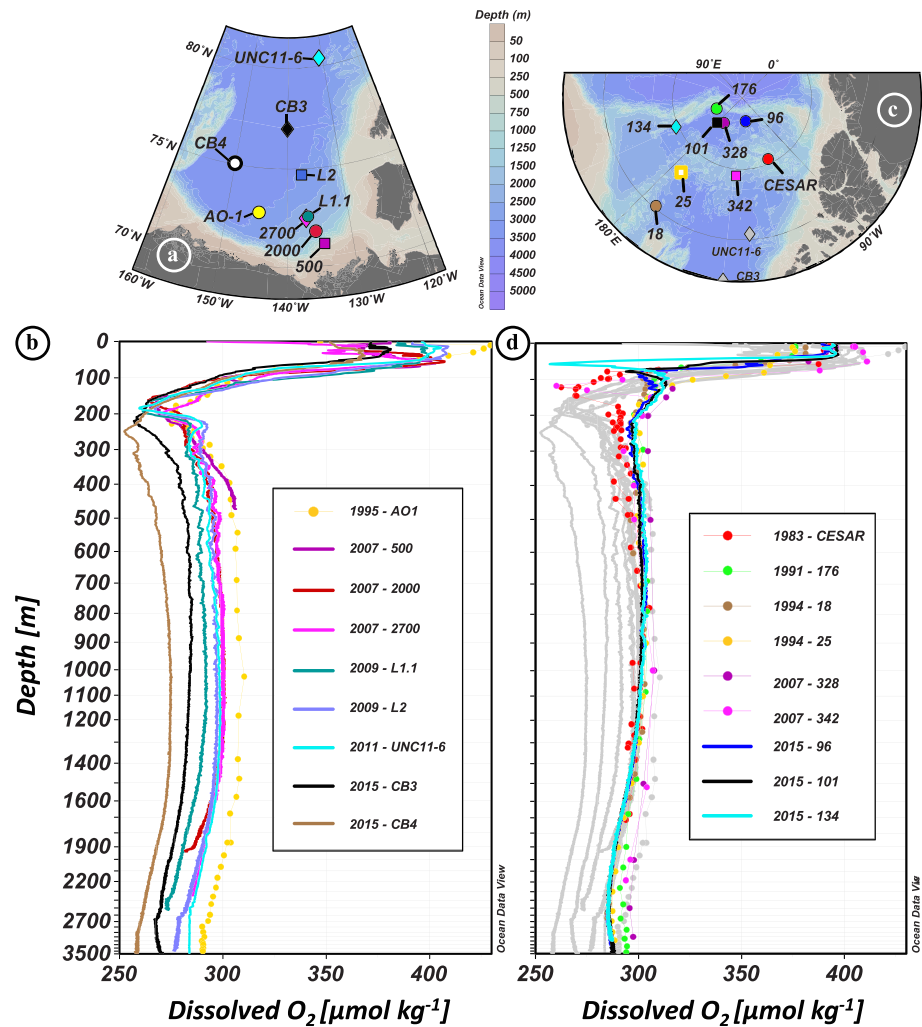 Depth (m)
50
100
250
500
750
1000
1250
1500
2000
2500
3000
3500
4000
4500
5000
Ocean Data View
80°N
75°N
70°N
160°W
150°W
140°W
130°W
120°W
UNC11-6
CB3
CB4
L2
AO-1
L1.1
2700
2000
500
a
90°E
0°
176
134
96
101
328
CESAR
25
342
18
180°E
90°W
UNC11-6
CB3
c
b
0
100
200
300
400
500
600
700
800
900
1000
1100
1200
1400
1600
1900
2200
2700
3500
Depth [m]
1995 - AO1
2007 - 500
2007 - 2000
2007 - 2700
2009 - L1.1
2009 - L2
2011 - UNC11-6
2015 - CB3
2015 - CB4
Ocean Data View
250 300 350 400
Dissolved O2 [µmol kg-1]
d
1983 - CESAR
1991 - 176
1994 - 18
1994 - 25
2007 - 328
2007 - 342
2015 - 96
2015 - 101
2015 - 134
Ocean Data View
250 300 350 400
Dissolved O2 [µmol kg-1]